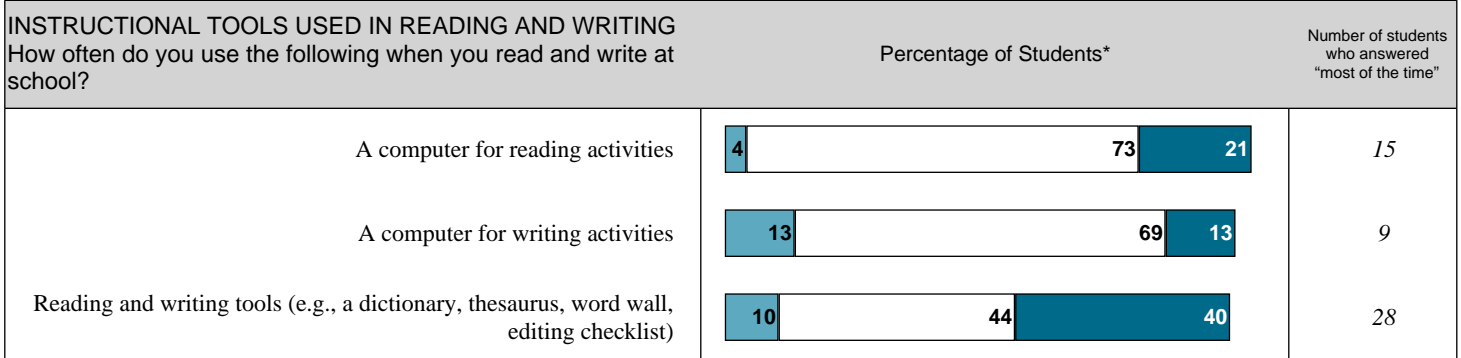 INSTRUCTIONAL TOOLS USED IN READING AND WRITING
How often do you use the following when you read and write at
school?
Percentage of Students*
Number of students
who answered
“most of the time”
A computer for reading activities
4 73 21
15
A computer for writing activities
13 69 13
9
Reading and writing tools (e.g., a dictionary, thesaurus, word wall,
editing checklist)
10 44 40
28